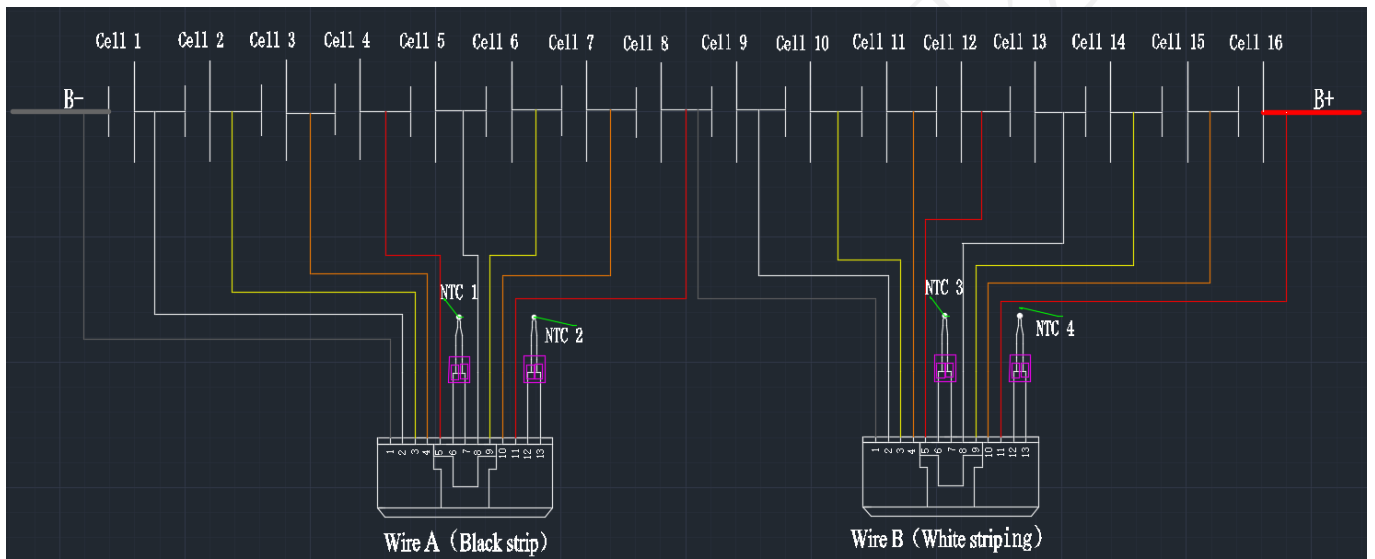 Cell 1 Cell 2 Cell 3 Cell 4 Cell 5 Cell 6 Cell 7 Cell 8 Cell 9 Cell 10 Cell 11 Cell 12 Cell 13 Cell 14 Cell 15 Cell 16
B- B+
NTC 1 NTC 3
NTC 2 NTC 4
1 2 3 4 5 6 7 8 9 10 11 12 13 1 2 3 4 5 6 7 8 9 10 11 12 13
Wire A (Black strip) Wire B (White striping)